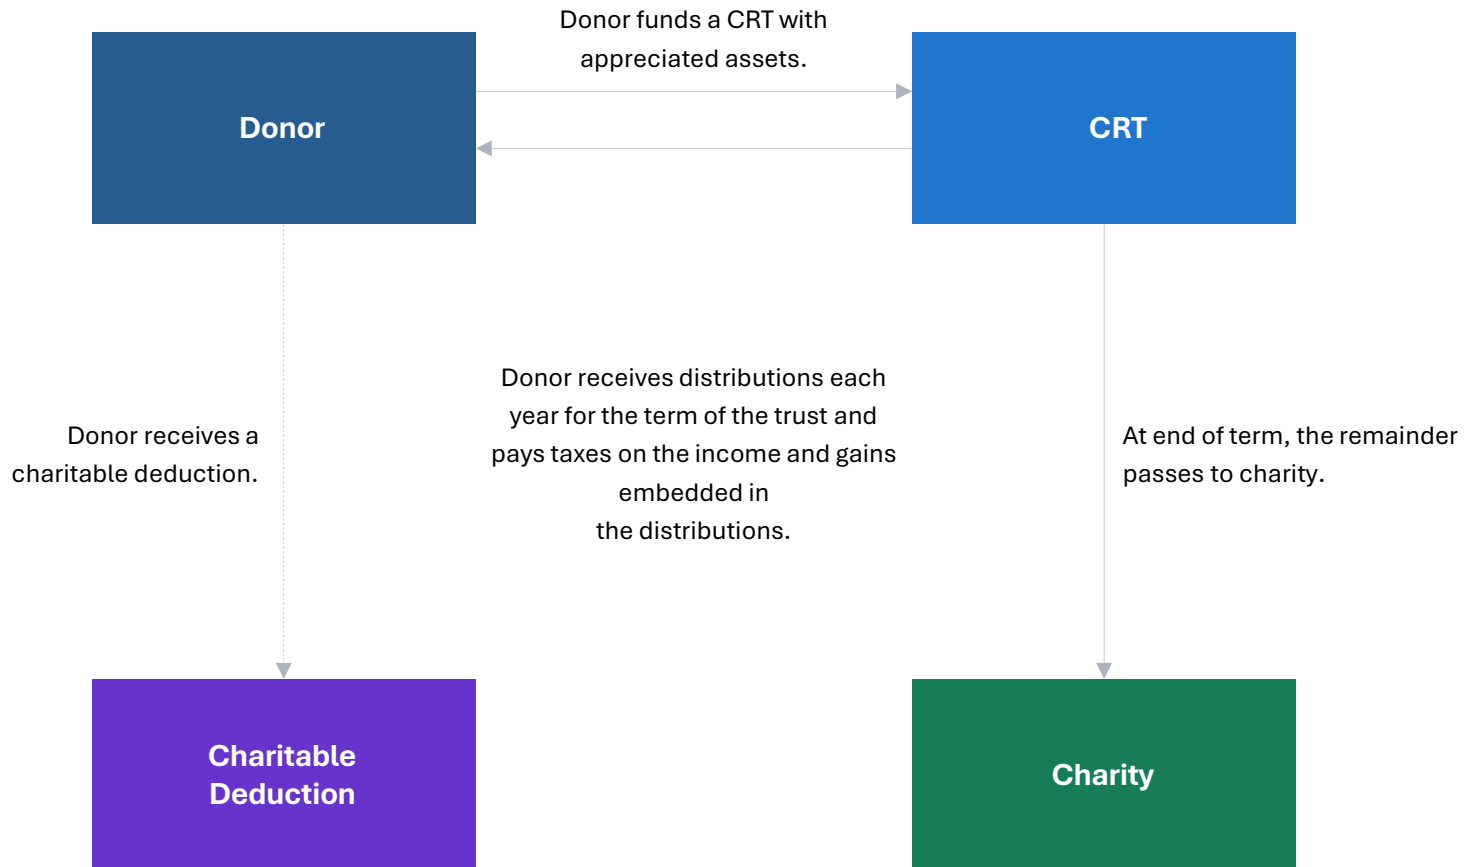 Donor funds a CRT with
appreciated assets.
Donor
CRT
Donor receives distributions each
year for the term of the trust and
pays taxes on the income and gains
embedded in
the distributions.
Donor receives a
charitable deduction.
At end of term, the remainder
passes to charity.
Charitable
Deduction
Charity